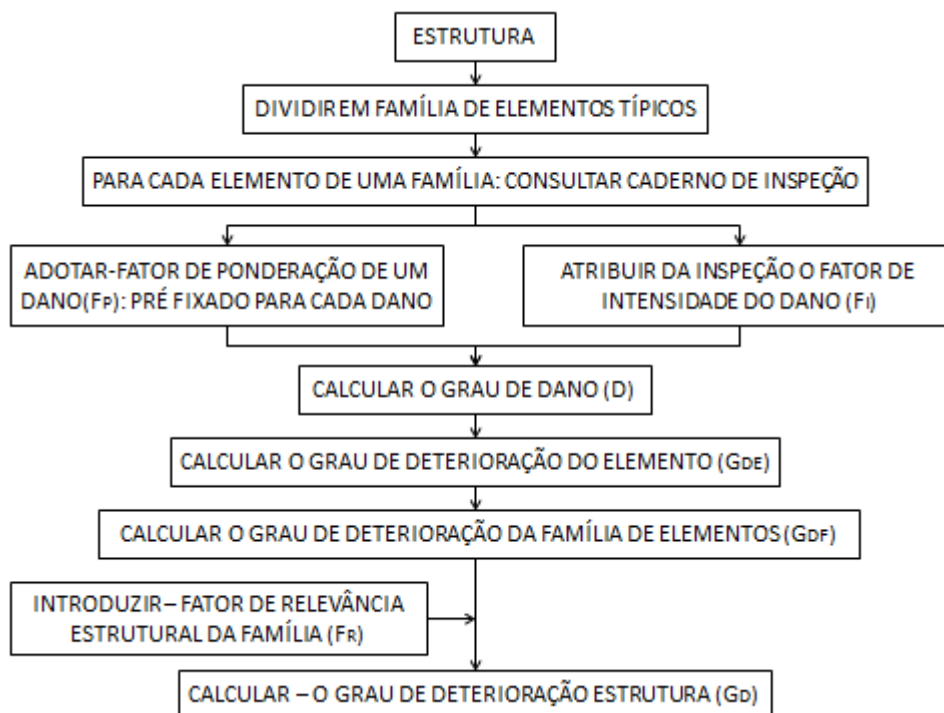 ESTRUTURA
DIVIDIR EM FAMÍLIA DE ELEMENTOS TÍPICOS
PARA CADA ELEMENTO DE UMA FAMÍLIA: CONSULTAR CADERNO DE INSPEÇÃO
ADOTAR-FATOR DE PONDERAÇÃO DE UM
DANO(FP): PRÉ FIXADO PARA CADA DANO
ATRIBUIR DA INSPEÇÃO O FATOR DE
INTENSIDADE DO DANO (FI)
CALCULAR O GRAU DE DANO (D)
CALCULAR O GRAU DE DETERIORAÇÃO DO ELEMENTO (GDE)
CALCULAR O GRAU DE DETERIORAÇÃO DA FAMÍLIA DE ELEMENTOS (GDF)
INTRODUZIR – FATOR DE RELEVÂNCIA
ESTRUTURAL DA FAMÍLIA (FR)
CALCULAR – O GRAU DE DETERIORAÇÃO ESTRUTURA (GD)